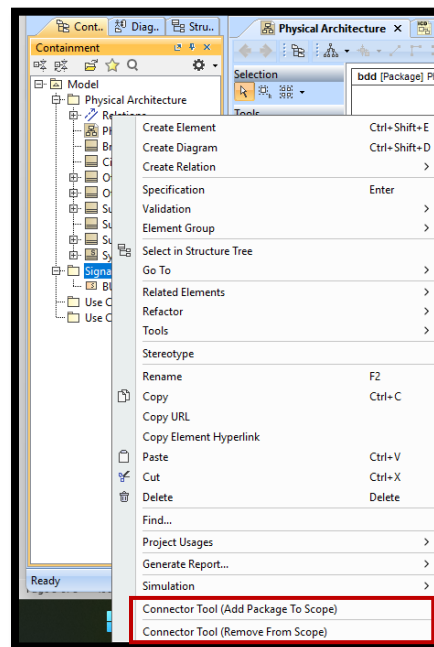 Cont.. Diag.. Stru.. Physical Architecture ×
Containment
Selection
bdd [Package]
Model
Tools
Physical Architecture
Create Element Ctrl+Shift+E
Create Diagram Ctrl+Shift+D
Create Relation
Specification Enter
Validation
Element Group
Select in Structure Tree
Go To
Related Elements
Refactor
Tools
Stereotype
Rename F2
Copy Ctrl+C
Copy URL
Copy Element Hyperlink
Paste Ctrl+V
Cut Ctrl+X
Delete Delete
Find...
Project Usages
Generate Report...
Simulation
Ready
Connector Tool (Add Package To Scope)
Connector Tool (Remove From Scope)